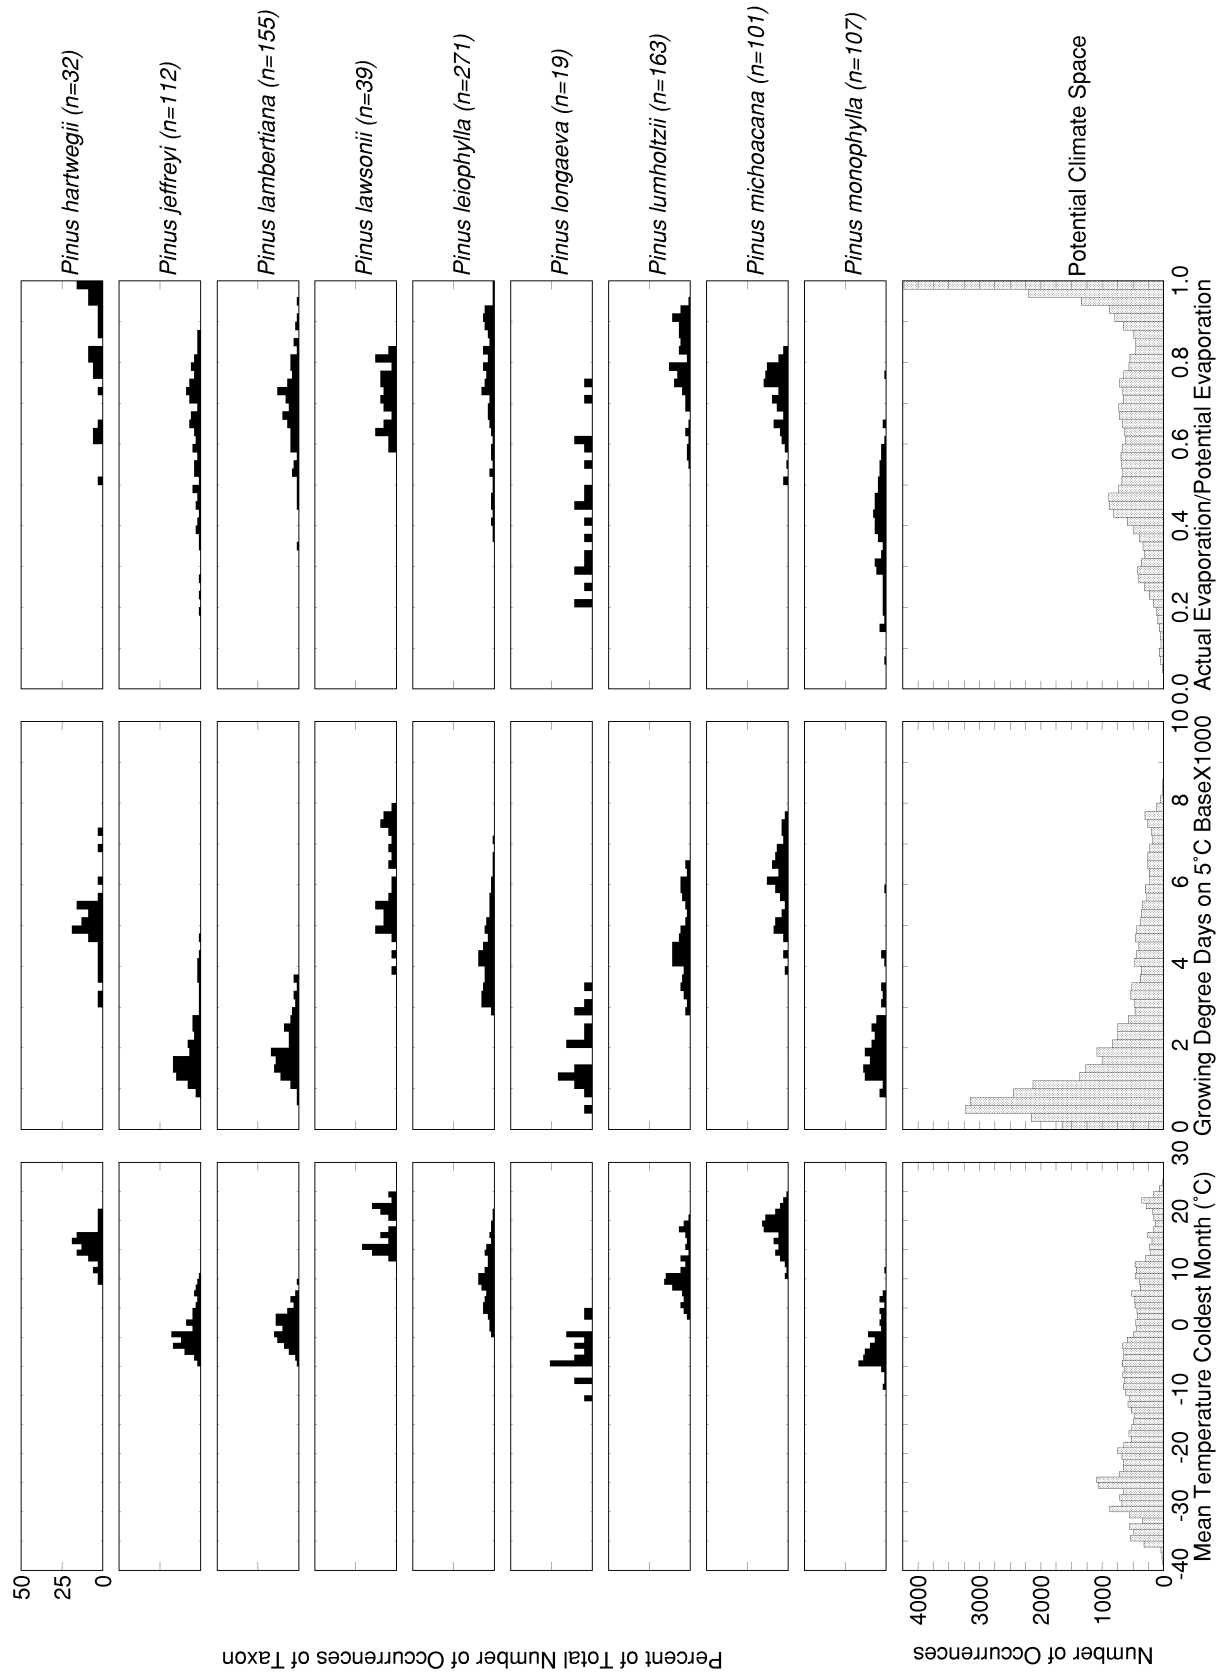 50
25
0
Pinus hartwegii (n=32)
Pinus jeffreyi (n=112)
Pinus lambertiana (n=155)
Pinus lawsonii (n=39)
Pinus leiophylla (n=271)
Pinus longaeva (n=19)
Pinus lumholtzii (n=163)
Pinus michoacana (n=101)
Pinus monophylla (n=107)
Percent of Total Number of Occurrences of Taxon
Potential Climate Space
Number of Occurrences
4000
3000
2000
1000
0
-40 -30 -20 -10 0 10 20 30
Mean Temperature Coldest Month (˚C)
0 2 4 6 8 10
Growing Degree Days on 5˚C BaseX1000
0.0 0.2 0.4 0.6 0.8 1.0
Actual Evaporation/Potential Evaporation